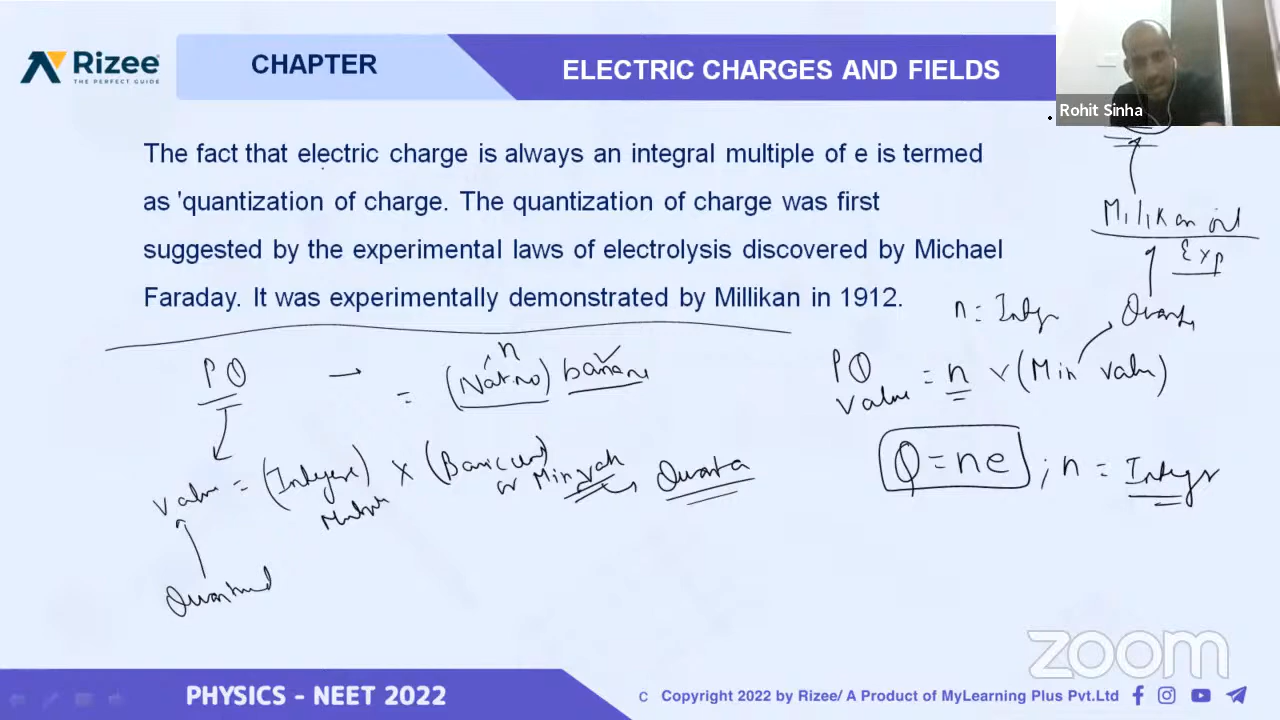 Rizee
THE PERFECT GUIDE
CHAPTER
ELECTRIC CHARGES AND FIELDS
Rohit Sinha
The fact that electric charge is always an integral multiple of e is termed
as 'quantization of charge. The quantization of charge was first
suggested by the experimental laws of electrolysis discovered by Michael
Faraday. It was experimentally demonstrated by Millikan in 1912.
Millikan oil
Exp
n = Integr
Quanta
PQ → = (Nat no) banana
n
PQ value = n × (Min value)
value = (Integers) × (Basic unit)
or Min value → Quanta
Multiple
Q = ne ; n = Integr
Quantized
zoom
PHYSICS - NEET 2022
C Copyright 2022 by Rizee/ A Product of MyLearning Plus Pvt.Ltd